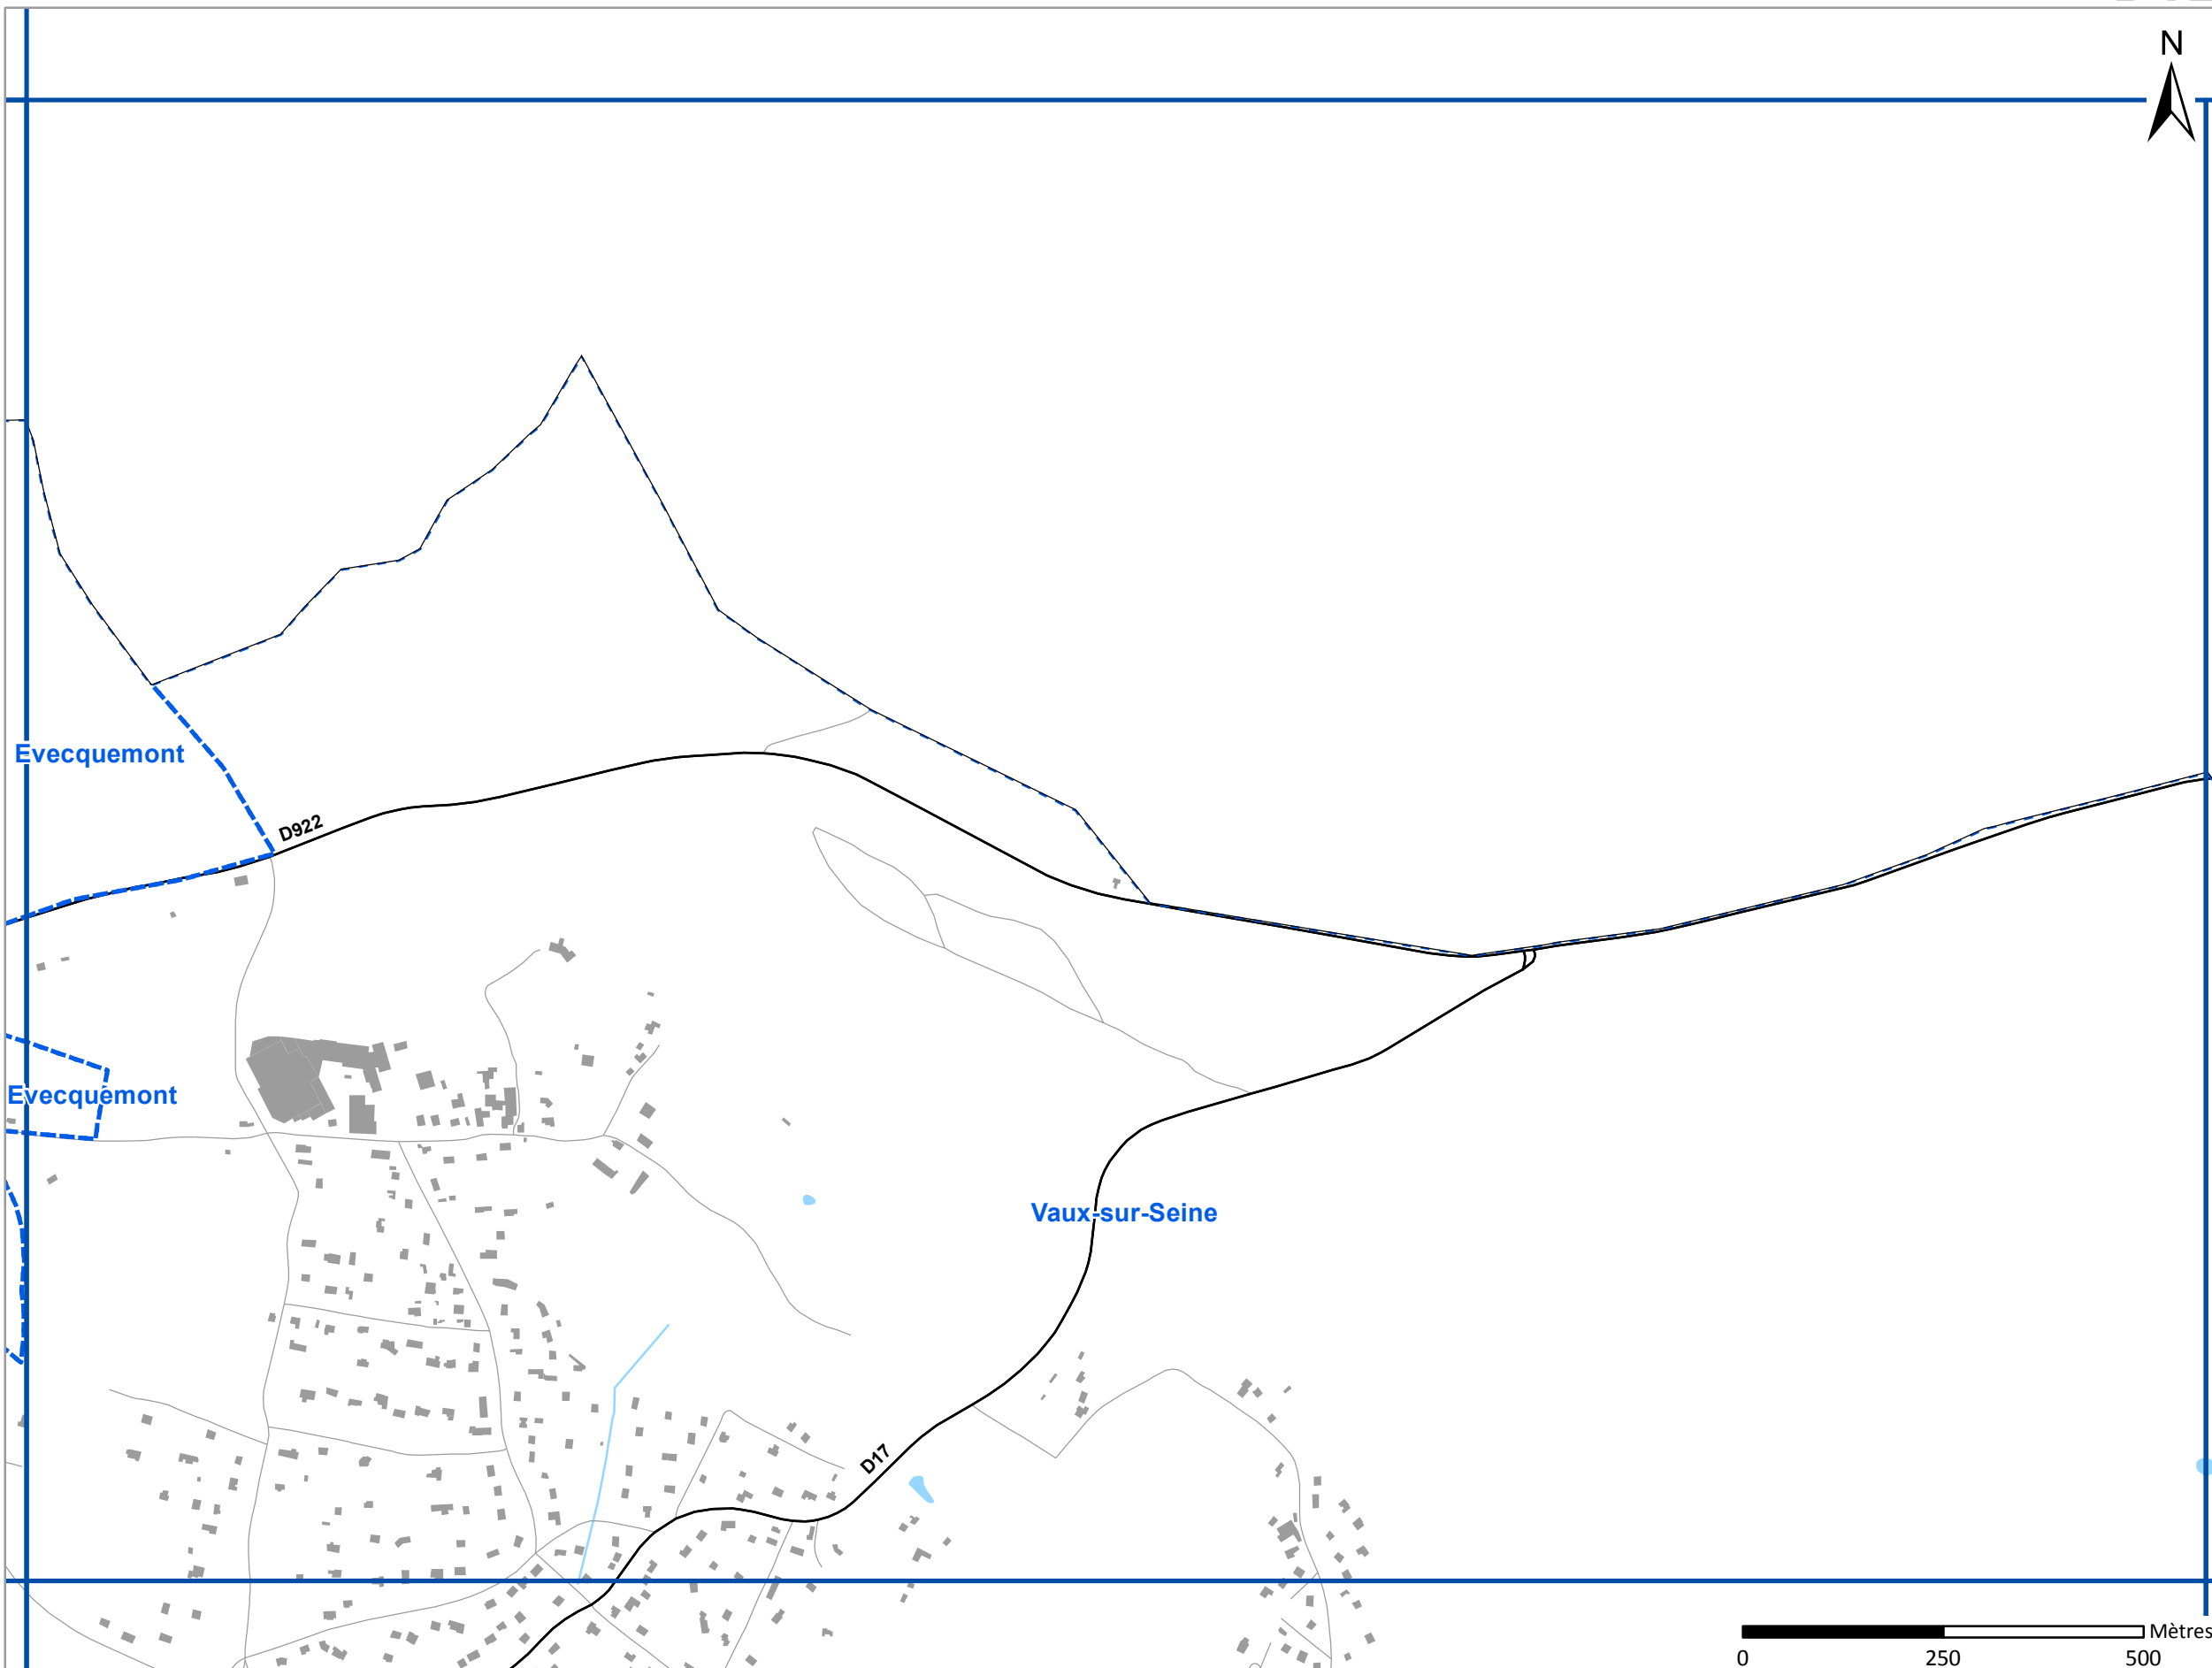 N
Evecquemont
D922
Evecquemont
Vaux-sur-Seine
D17
Mètres
0 250 500